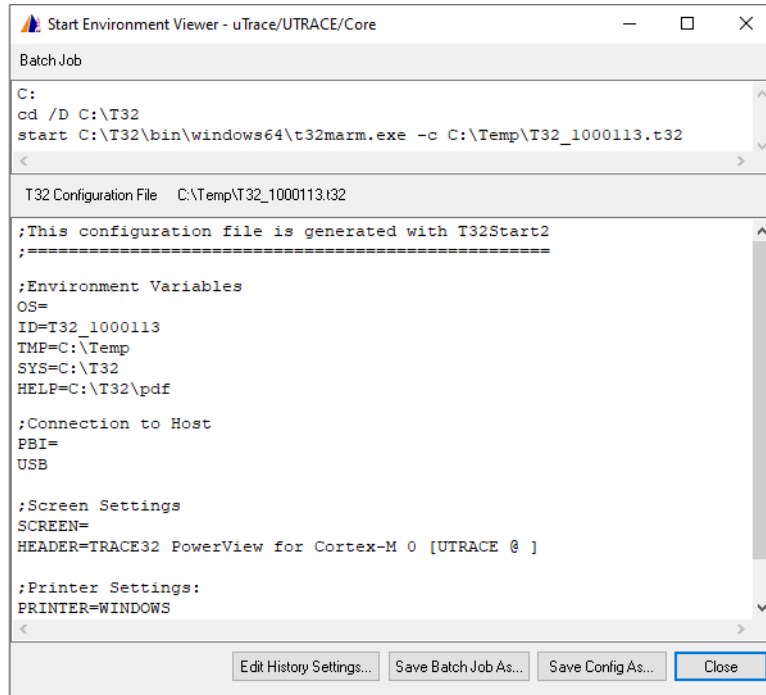 Start Environment Viewer - uTrace/UTRACE/Core
Batch Job
C:
cd /D C:\T32
start C:\T32\bin\windows64\t32marm.exe -c C:\Temp\T32_1000113.t32
T32 Configuration File C:\Temp\T32_1000113.t32
;This configuration file is generated with T32Start2
;===================================================
;Environment Variables
OS=
ID=T32_1000113
TMP=C:\Temp
SYS=C:\T32
HELP=C:\T32\pdf
;Connection to Host
PBI=
USB
;Screen Settings
SCREEN=
HEADER=TRACE32 PowerView for Cortex-M 0 [UTRACE @ ]
;Printer Settings:
PRINTER=WINDOWS
Edit History Settings... Save Batch Job As... Save Config As... Close